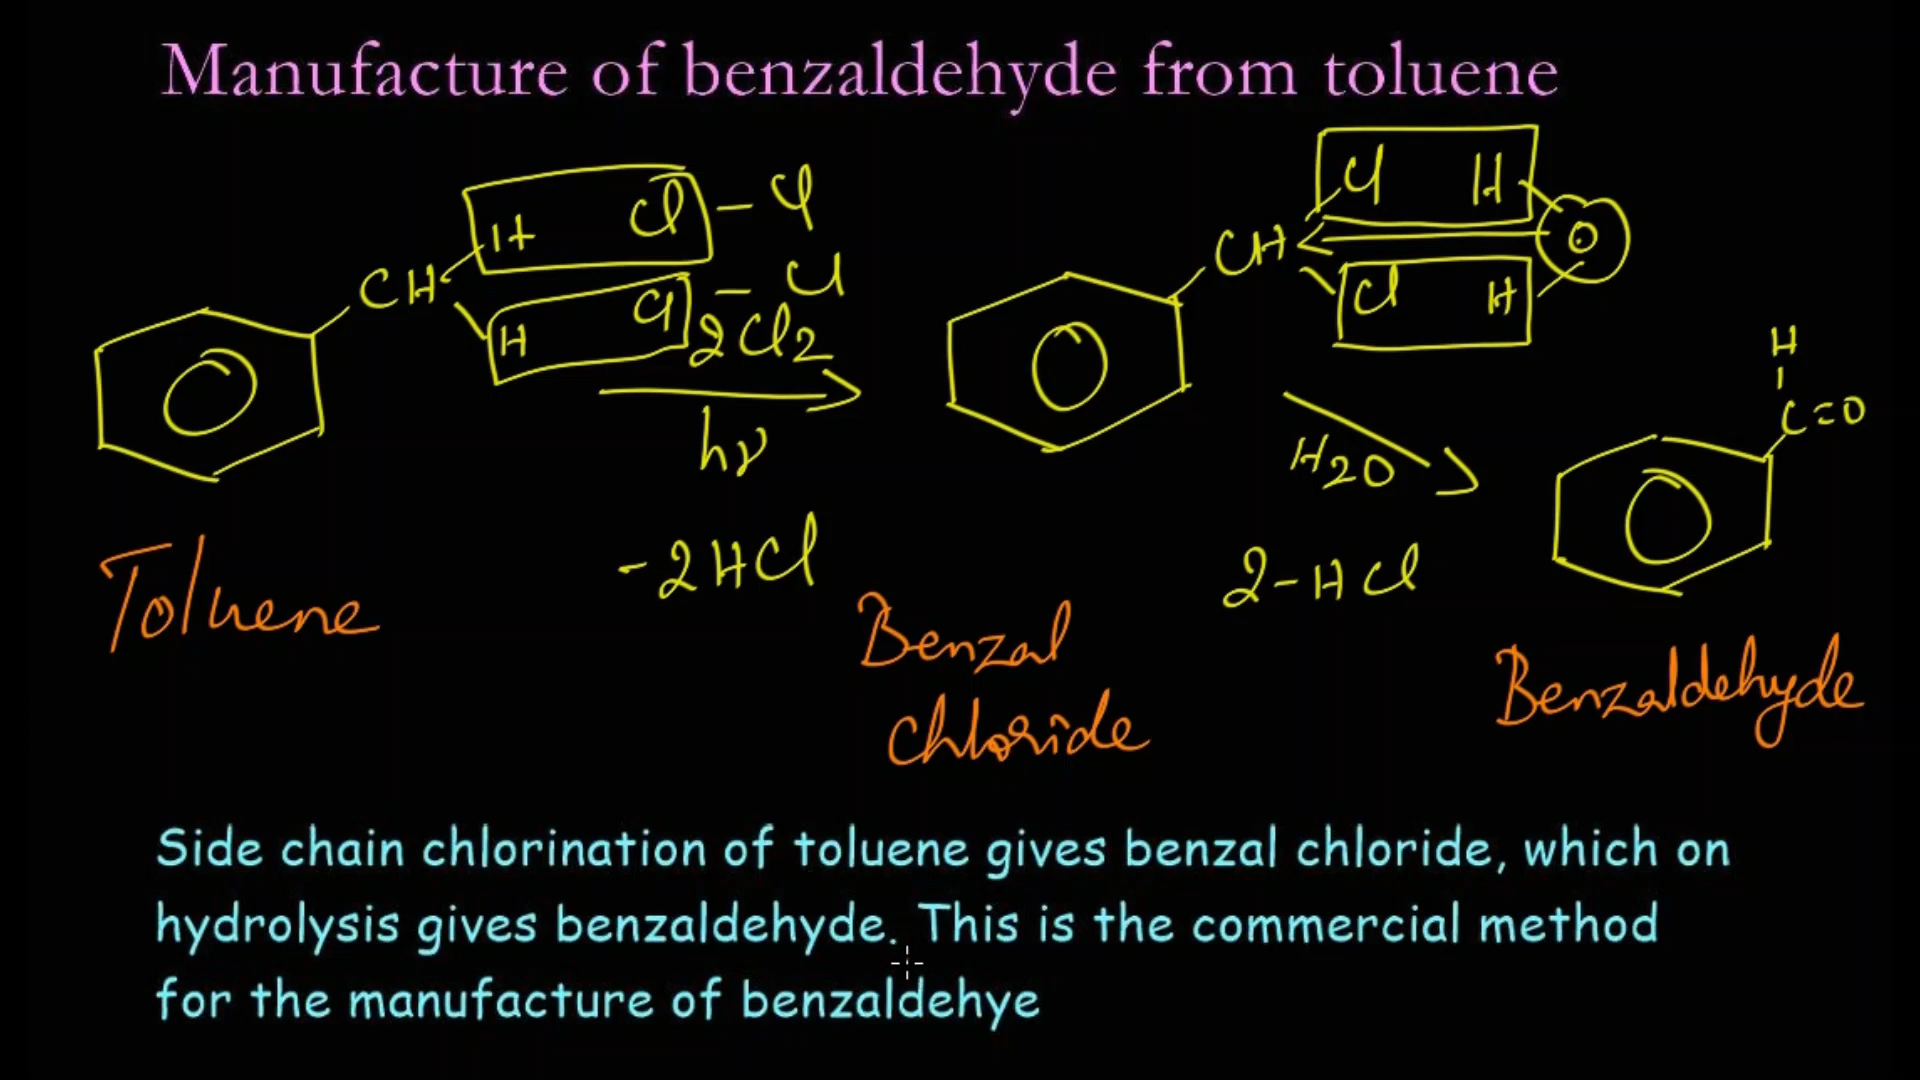 Manufacture of benzaldehyde from toluene
H Cl - Cl
CH
H Cl - Cl
2Cl2
hν
-2HCl
Toluene
Cl H
CH O
Cl H
H2O
2-HCl
Benzal
chloride
H
C=O
Benzaldehyde
Side chain chlorination of toluene gives benzal chloride, which on
hydrolysis gives benzaldehyde. This is the commercial method
for the manufacture of benzaldehye